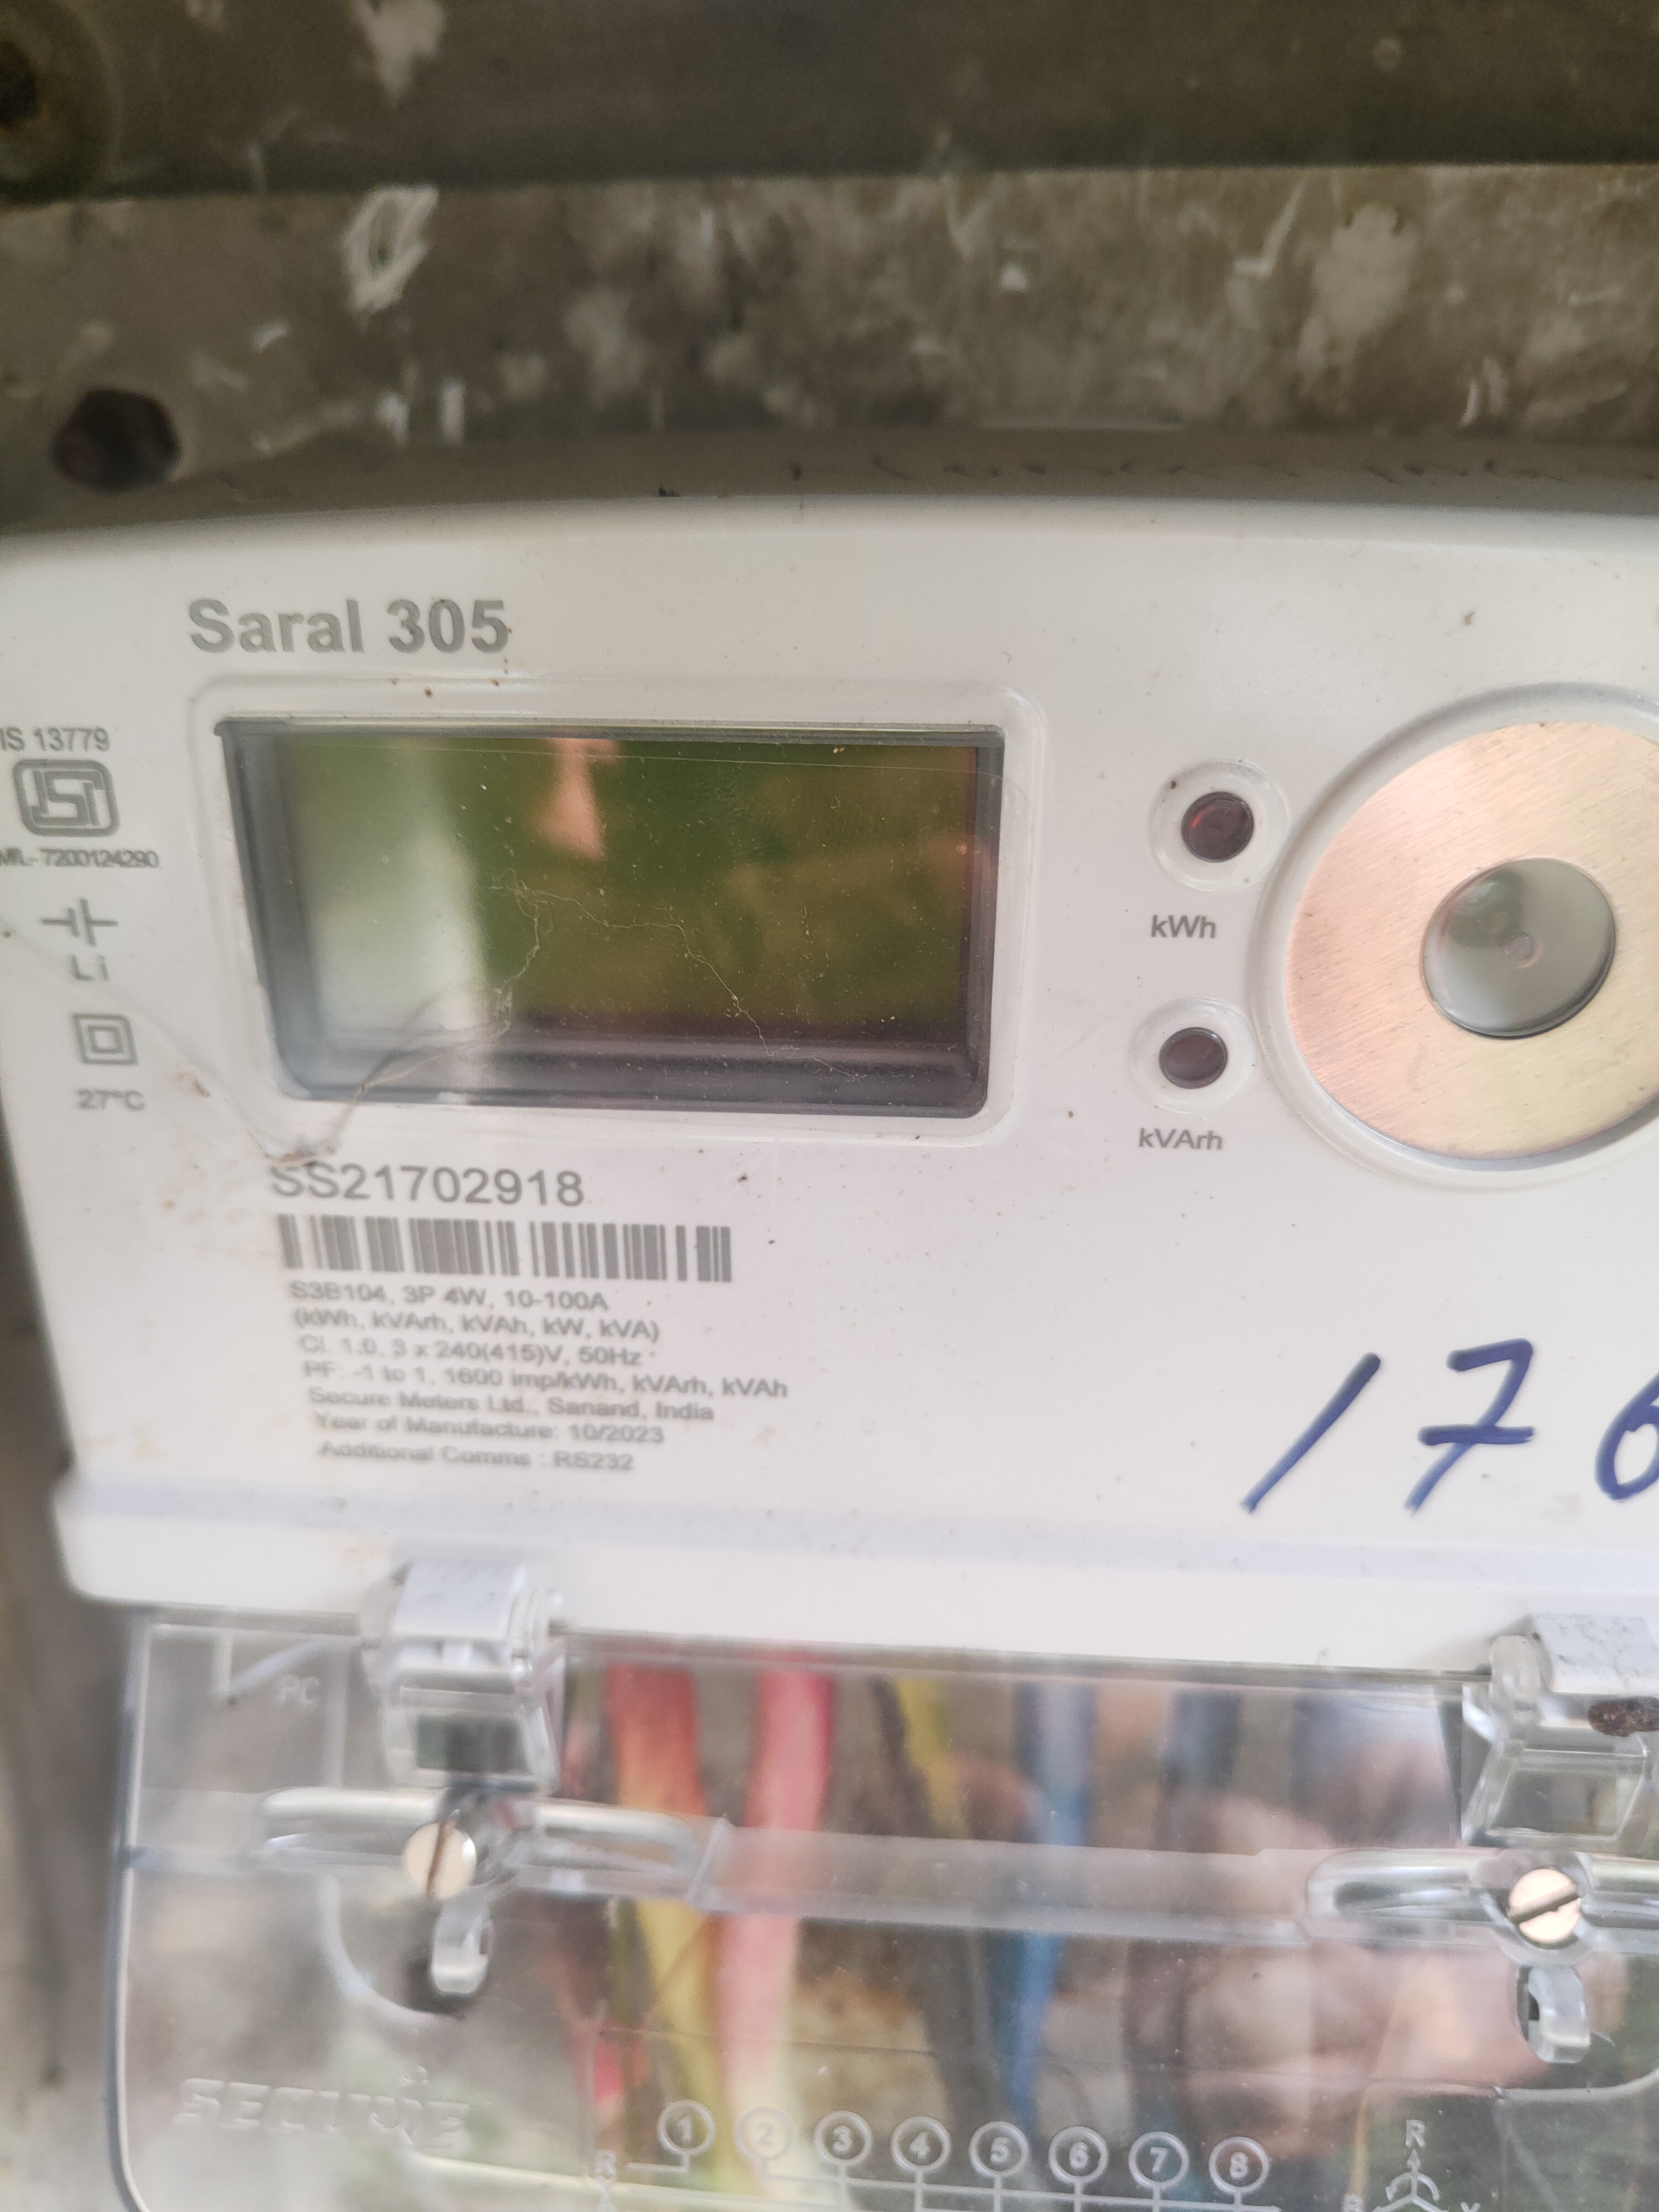 Saral 305
IS 13779
ISI
M/L-7200124290
Li
27°C
kWh
kVArh
SS21702918
S3B104, 3P 4W, 10-100A
(kWh, kVArh, kVAh, kW, kVA)
Cl. 1.0, 3 x 240(415)V, 50Hz
PF: -1 to 1, 1600 imp/kWh, kVArh, kVAh
Secure Meters Ltd., Sanand, India
Year of Manufacture: 10/2023
Additional Comms : RS232
176
PC
SECURE
1 2 3 4 5 6 7 8
R
R